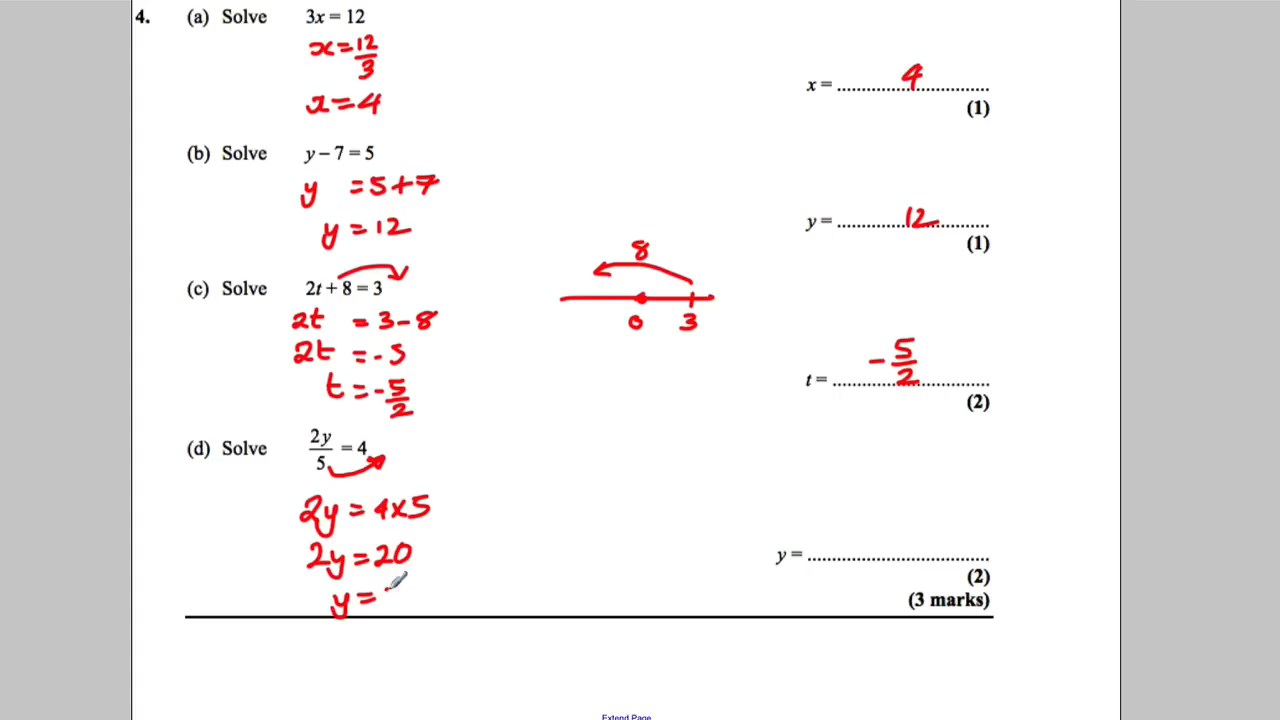 4. (a) Solve 3x = 12
x = 12/3
x = 4
x = ........4........
(1)
(b) Solve y – 7 = 5
y = 5 + 7
y = 12
y = ........12........
(1)
(c) Solve 2t + 8 = 3
2t = 3 – 8
2t = – 5
t = – 5/2
8
0 3
t = ........– 5/2........
(2)
(d) Solve 2y/5 = 4
2y = 4 x 5
2y = 20
y =
y = ................
(2)
(3 marks)
Extend Page